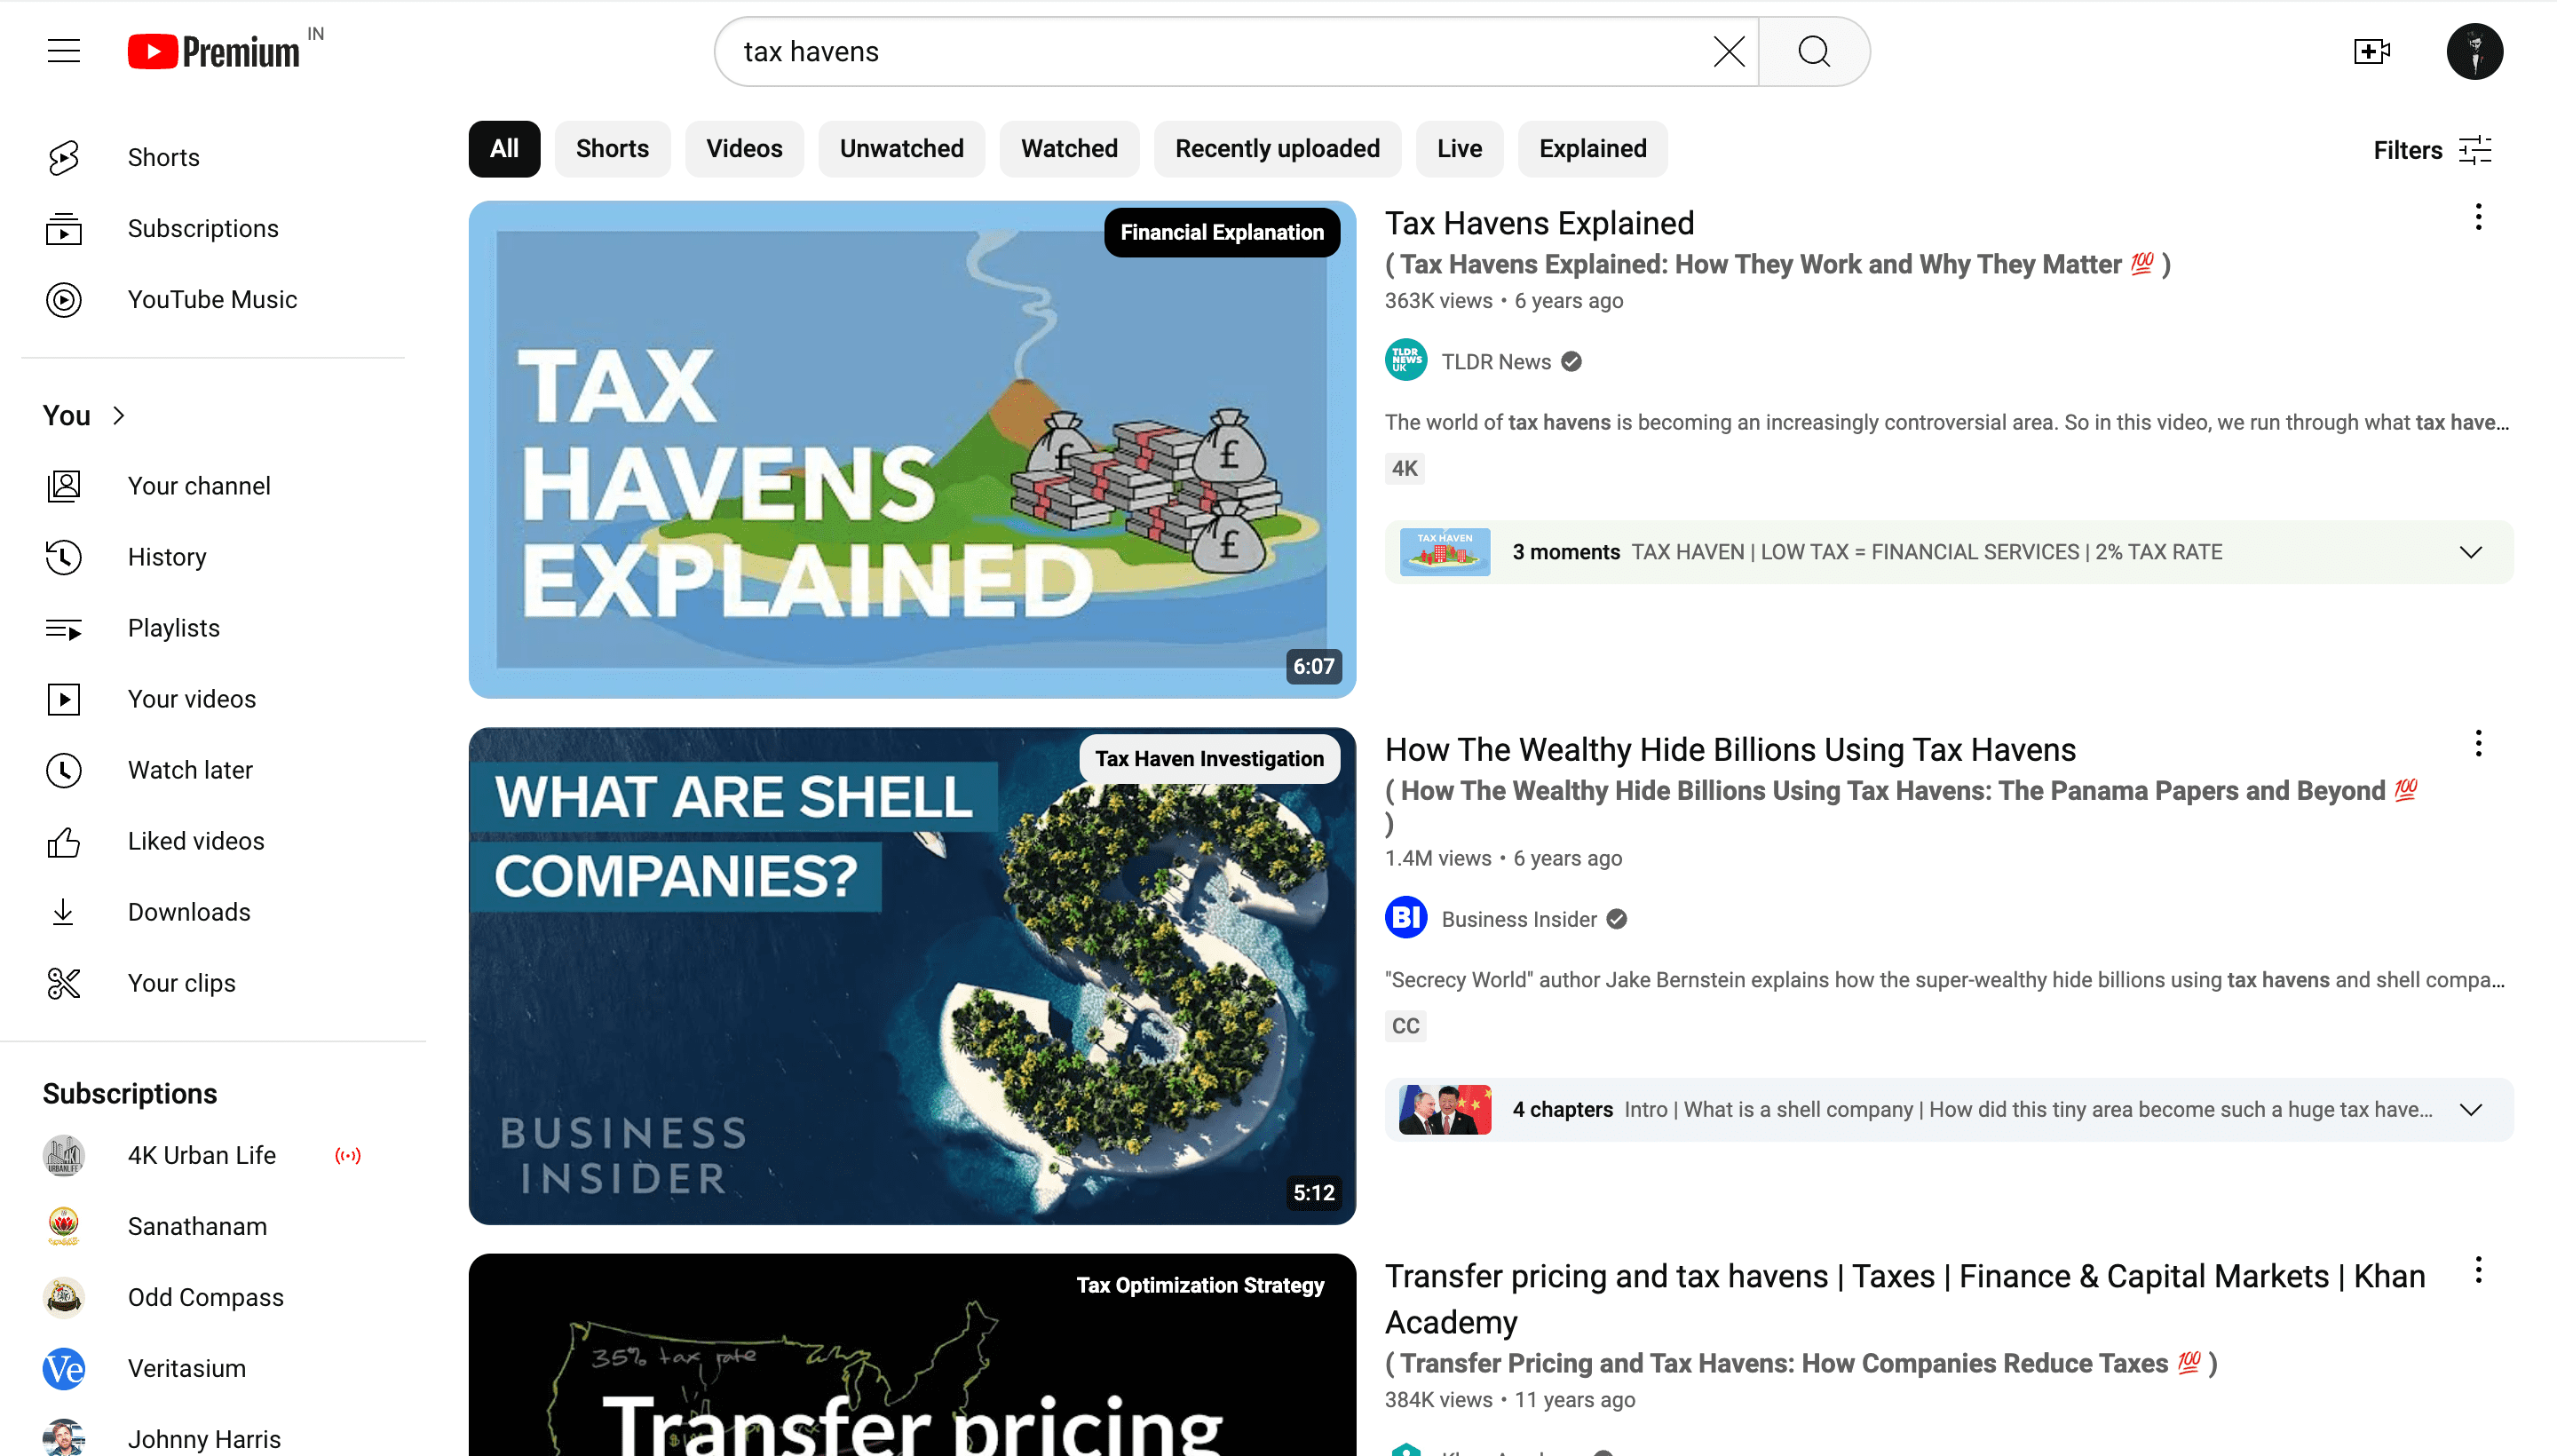 Premium IN
tax havens
Shorts
Subscriptions
YouTube Music
You
Your channel
History
Playlists
Your videos
Watch later
Liked videos
Downloads
Your clips
Subscriptions
4K Urban Life
Sanathanam
Odd Compass
Veritasium
Johnny Harris
All
Shorts
Videos
Unwatched
Watched
Recently uploaded
Live
Explained
Filters
Financial Explanation
TAX
HAVENS
EXPLAINED
6:07
Tax Havens Explained
( Tax Havens Explained: How They Work and Why They Matter 💯 )
363K views • 6 years ago
TLDR NEWS UK
TLDR News
The world of tax havens is becoming an increasingly controversial area. So in this video, we run through what tax have...
4K
TAX HAVEN
3 moments TAX HAVEN | LOW TAX = FINANCIAL SERVICES | 2% TAX RATE
Tax Haven Investigation
WHAT ARE SHELL
COMPANIES?
BUSINESS
INSIDER
5:12
How The Wealthy Hide Billions Using Tax Havens
( How The Wealthy Hide Billions Using Tax Havens: The Panama Papers and Beyond 💯
)
1.4M views • 6 years ago
BI
Business Insider
"Secrecy World" author Jake Bernstein explains how the super-wealthy hide billions using tax havens and shell compa...
CC
4 chapters Intro | What is a shell company | How did this tiny area become such a huge tax have...
Tax Optimization Strategy
35% tax rate
Transfer pricing
Transfer pricing and tax havens | Taxes | Finance & Capital Markets | Khan
Academy
( Transfer Pricing and Tax Havens: How Companies Reduce Taxes 💯 )
384K views • 11 years ago